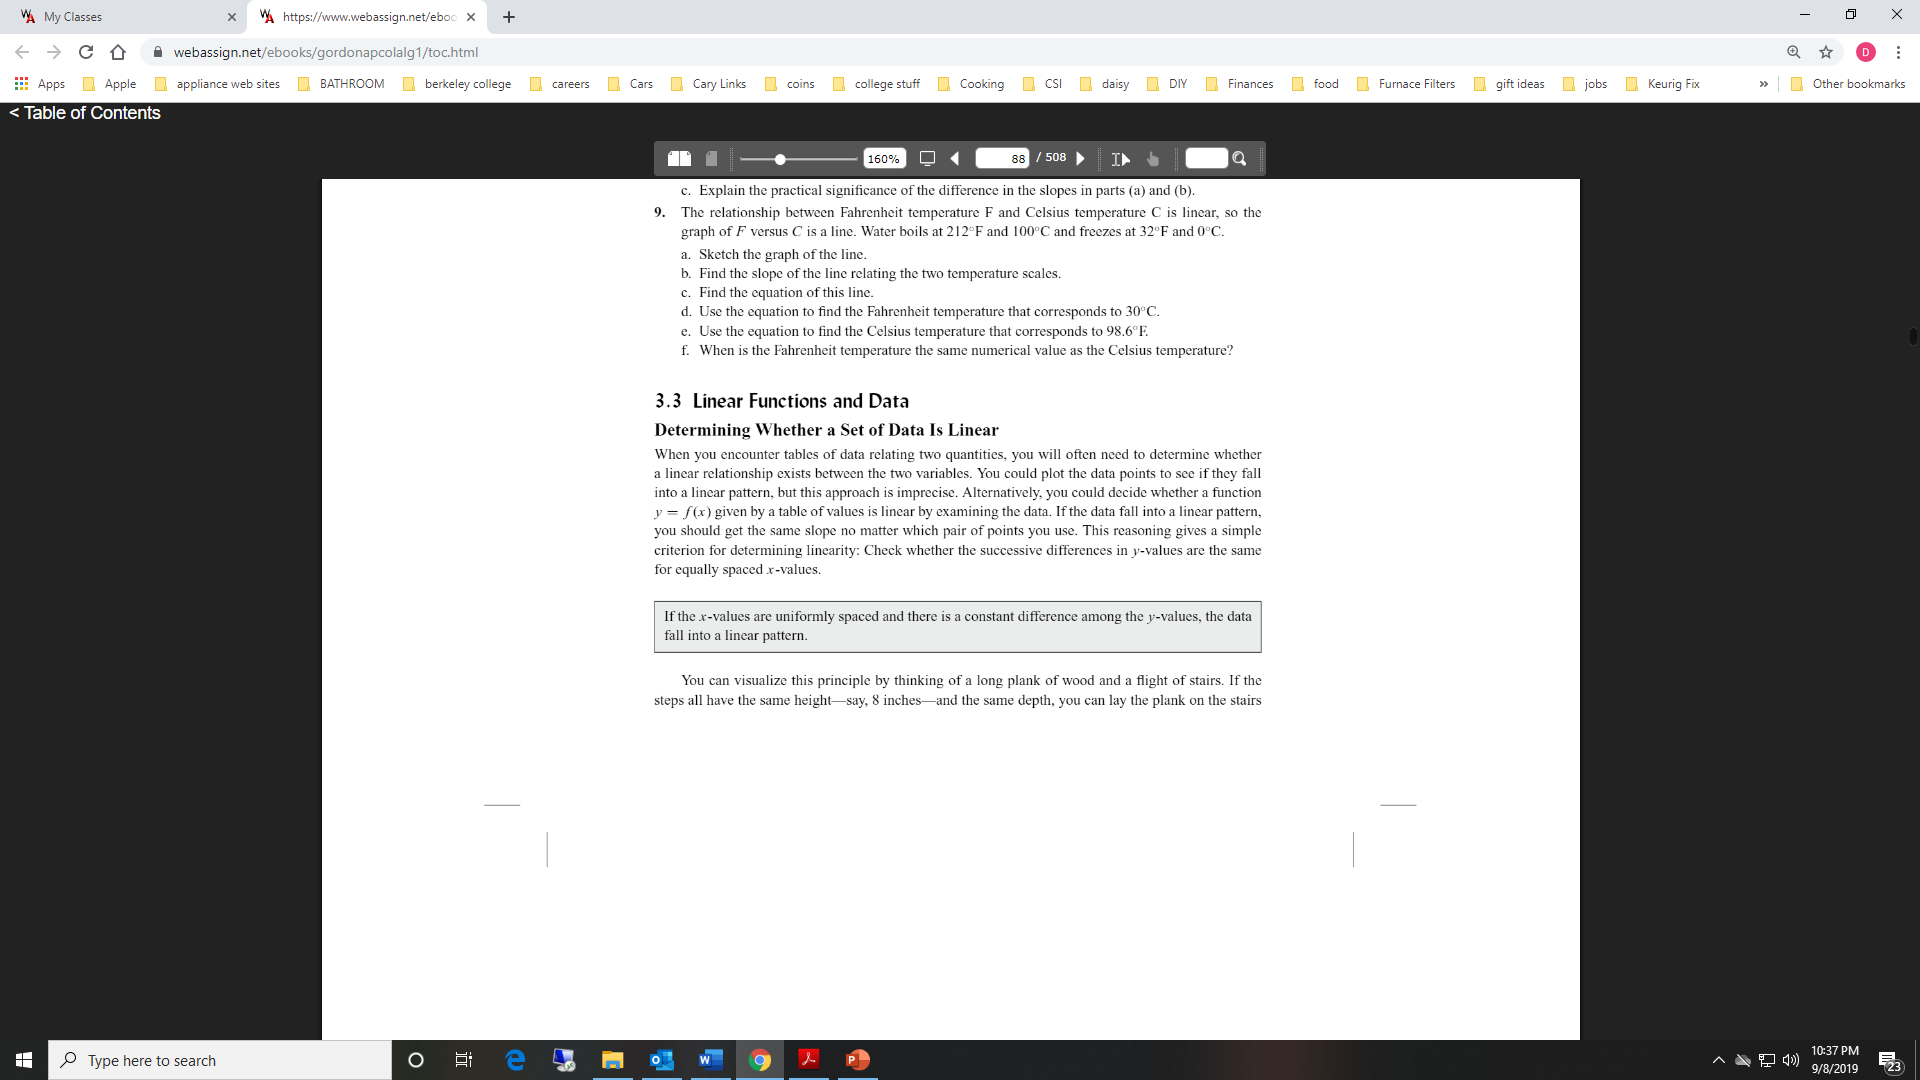 My Classes
https://www.webassign.net/eboo
webassign.net/ebooks/gordonapcolalg1/toc.html
D
Apps Apple appliance web sites BATHROOM berkeley college careers Cars Cary Links coins college stuff Cooking CSI daisy DIY Finances food Furnace Filters gift ideas jobs Keurig Fix » Other bookmarks
< Table of Contents
160% 88 / 508
c. Explain the practical significance of the difference in the slopes in parts (a) and (b).
9. The relationship between Fahrenheit temperature F and Celsius temperature C is linear, so the
graph of F versus C is a line. Water boils at 212°F and 100°C and freezes at 32°F and 0°C.
a. Sketch the graph of the line.
b. Find the slope of the line relating the two temperature scales.
c. Find the equation of this line.
d. Use the equation to find the Fahrenheit temperature that corresponds to 30°C.
e. Use the equation to find the Celsius temperature that corresponds to 98.6°F.
f. When is the Fahrenheit temperature the same numerical value as the Celsius temperature?
3.3 Linear Functions and Data
Determining Whether a Set of Data Is Linear
When you encounter tables of data relating two quantities, you will often need to determine whether
a linear relationship exists between the two variables. You could plot the data points to see if they fall
into a linear pattern, but this approach is imprecise. Alternatively, you could decide whether a function
y = f(x) given by a table of values is linear by examining the data. If the data fall into a linear pattern,
you should get the same slope no matter which pair of points you use. This reasoning gives a simple
criterion for determining linearity: Check whether the successive differences in y-values are the same
for equally spaced x-values.
If the x-values are uniformly spaced and there is a constant difference among the y-values, the data
fall into a linear pattern.
You can visualize this principle by thinking of a long plank of wood and a flight of stairs. If the
steps all have the same height—say, 8 inches—and the same depth, you can lay the plank on the stairs
Type here to search
10:37 PM
9/8/2019
23